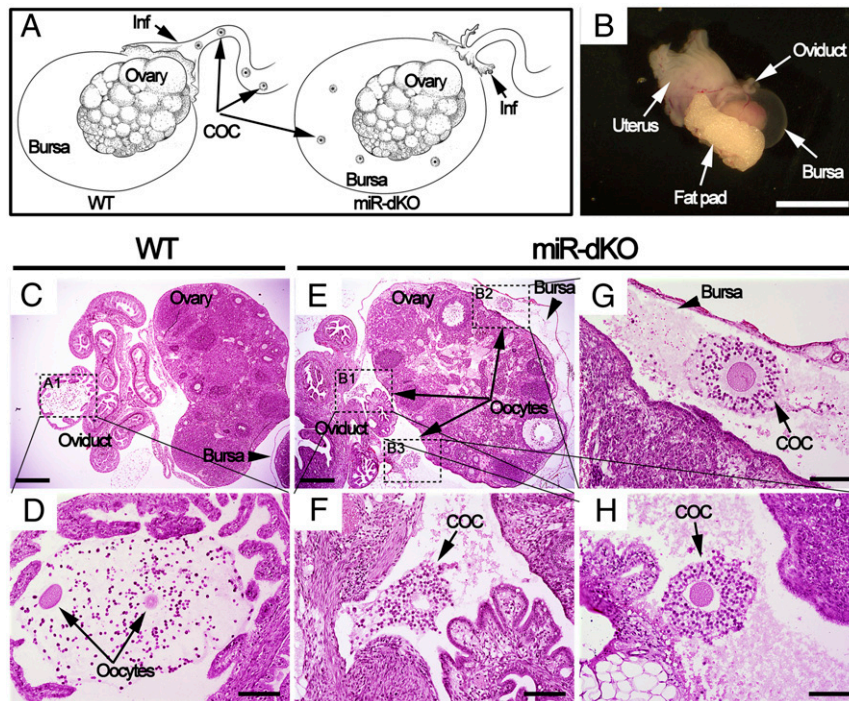 A
Inf
Ovary
Bursa
WT
COC
Ovary
Inf
Bursa
miR-dKO
B
Oviduct
Uterus
Fat pad
Bursa
WT
miR-dKO
C
Ovary
A1
Oviduct
Bursa
E
Ovary
B2
Bursa
B1
Oocytes
Oviduct
B3
G
Bursa
COC
D
Oocytes
F
COC
H
COC